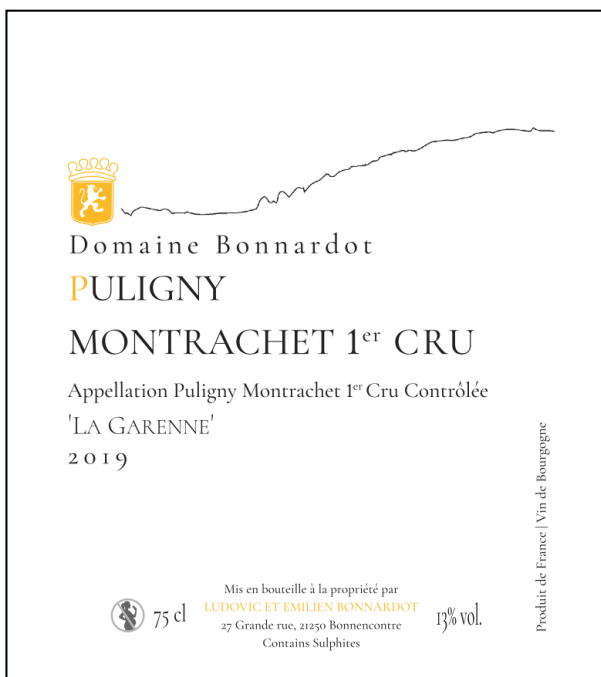 Domaine Bonnardot
PULIGNY
MONTRACHET 1er CRU
Appellation Puligny Montrachet 1er Cru Contrôlée
'LA GARENNE'
2019
Mis en bouteille à la propriété par
LUDOVIC ET EMILIEN BONNARDOT
27 Grande rue, 21250 Bonnencontre
Contains Sulphites
75 cl
13% vol.
Produit de France | Vin de Bourgogne